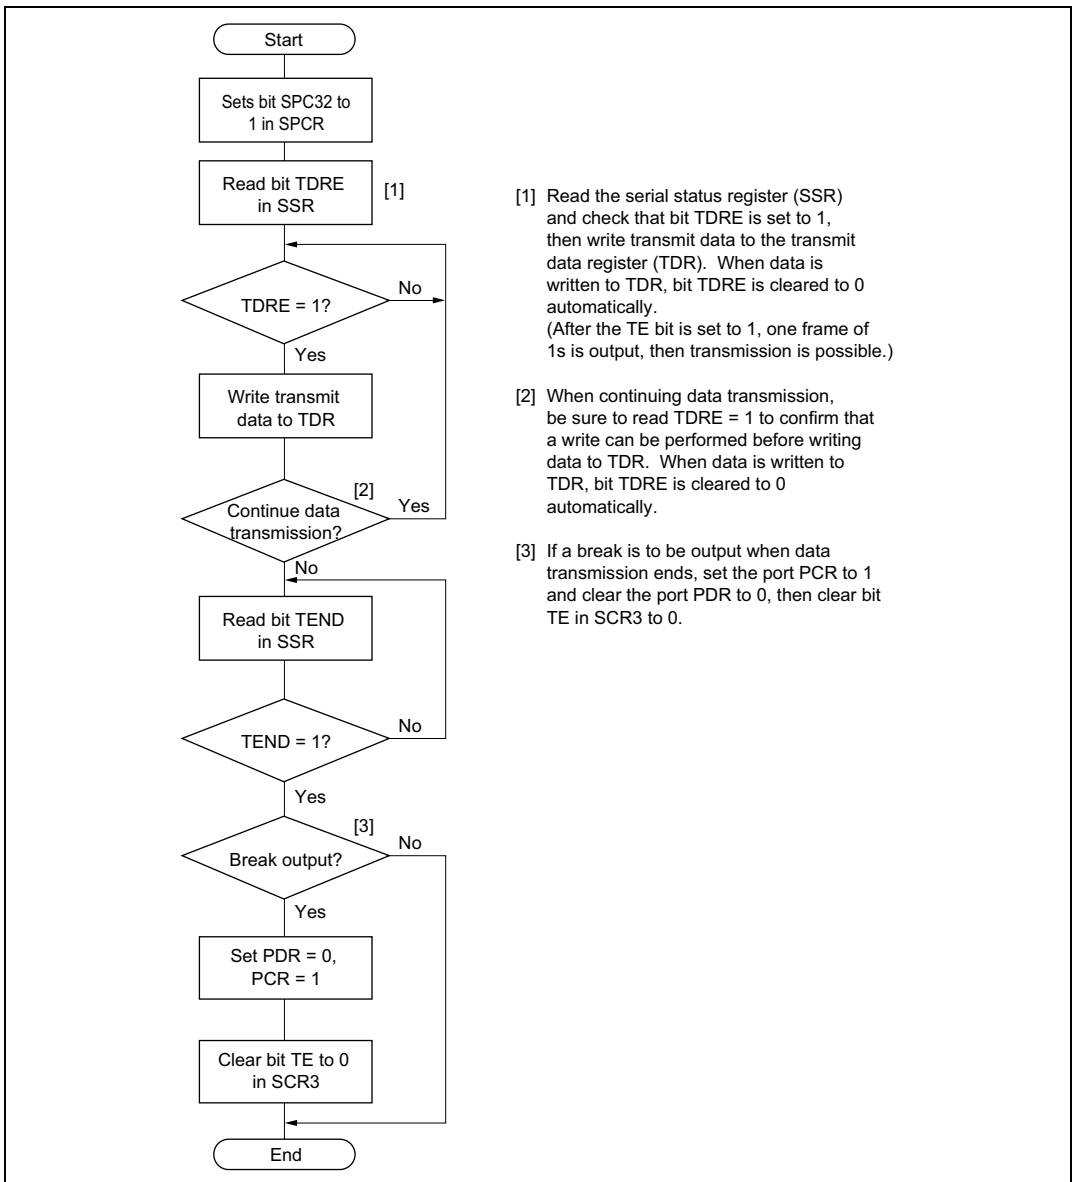 Start
Sets bit SPC32 to
1 in SPCR
Read bit TDRE
in SSR
[1]
TDRE = 1?
No
Yes
Write transmit
data to TDR
[2]
Continue data
transmission?
Yes
No
Read bit TEND
in SSR
TEND = 1?
No
Yes
[3]
Break output?
No
Yes
Set PDR = 0,
PCR = 1
Clear bit TE to 0
in SCR3
End
[1] Read the serial status register (SSR)
and check that bit TDRE is set to 1,
then write transmit data to the transmit
data register (TDR).  When data is
written to TDR, bit TDRE is cleared to 0
automatically.
(After the TE bit is set to 1, one frame of
1s is output, then transmission is possible.)
[2] When continuing data transmission,
be sure to read TDRE = 1 to confirm that
a write can be performed before writing
data to TDR.  When data is written to
TDR, bit TDRE is cleared to 0
automatically.
[3] If a break is to be output when data
transmission ends, set the port PCR to 1
and clear the port PDR to 0, then clear bit
TE in SCR3 to 0.